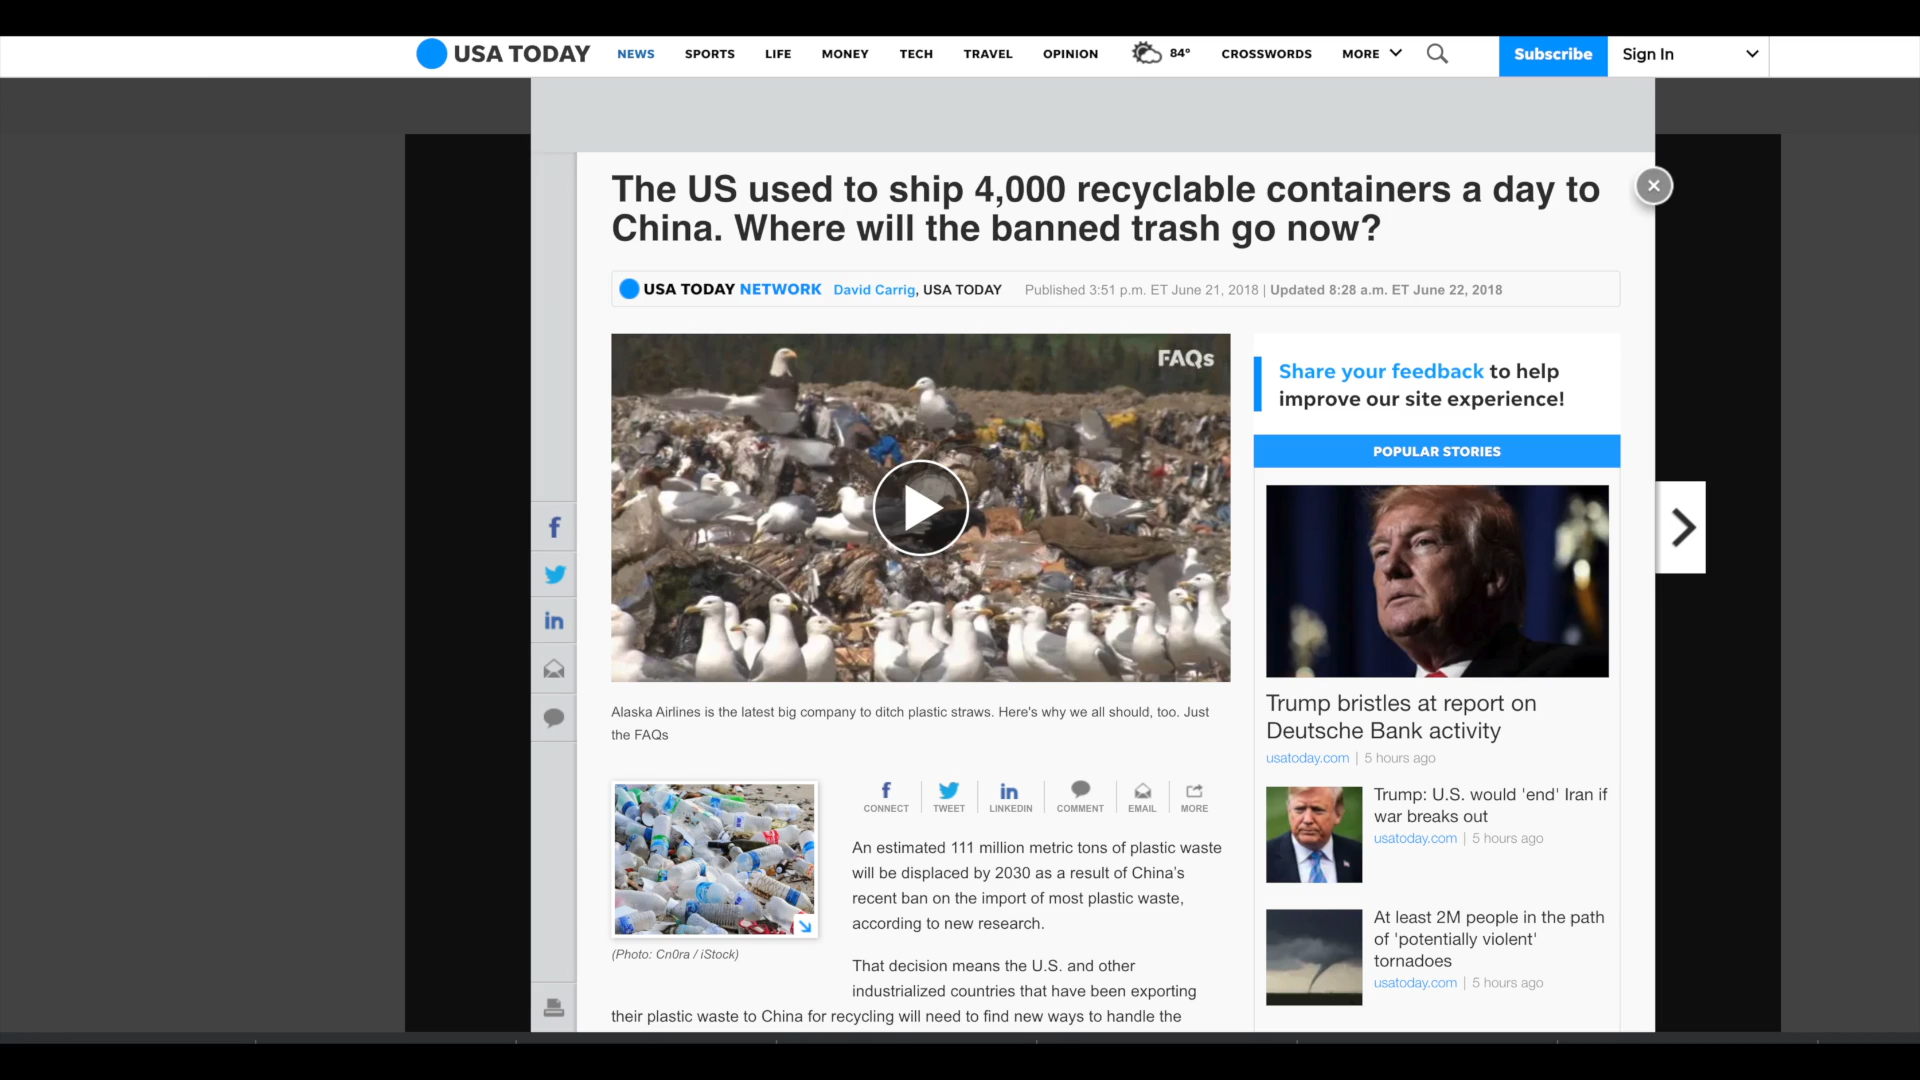 USA TODAY NEWS SPORTS LIFE MONEY TECH TRAVEL OPINION 84° CROSSWORDS MORE Subscribe Sign In
The US used to ship 4,000 recyclable containers a day to
China. Where will the banned trash go now?
USA TODAY NETWORK David Carrig, USA TODAY Published 3:51 p.m. ET June 21, 2018 | Updated 8:28 a.m. ET June 22, 2018
FAQs
Alaska Airlines is the latest big company to ditch plastic straws. Here's why we all should, too. Just
the FAQs
(Photo: Cn0ra / iStock)
CONNECT TWEET LINKEDIN COMMENT EMAIL MORE
An estimated 111 million metric tons of plastic waste
will be displaced by 2030 as a result of China's
recent ban on the import of most plastic waste,
according to new research.
That decision means the U.S. and other
industrialized countries that have been exporting
their plastic waste to China for recycling will need to find new ways to handle the
Share your feedback to help
improve our site experience!
POPULAR STORIES
Trump bristles at report on
Deutsche Bank activity
usatoday.com | 5 hours ago
Trump: U.S. would 'end' Iran if
war breaks out
usatoday.com | 5 hours ago
At least 2M people in the path
of 'potentially violent'
tornadoes
usatoday.com | 5 hours ago